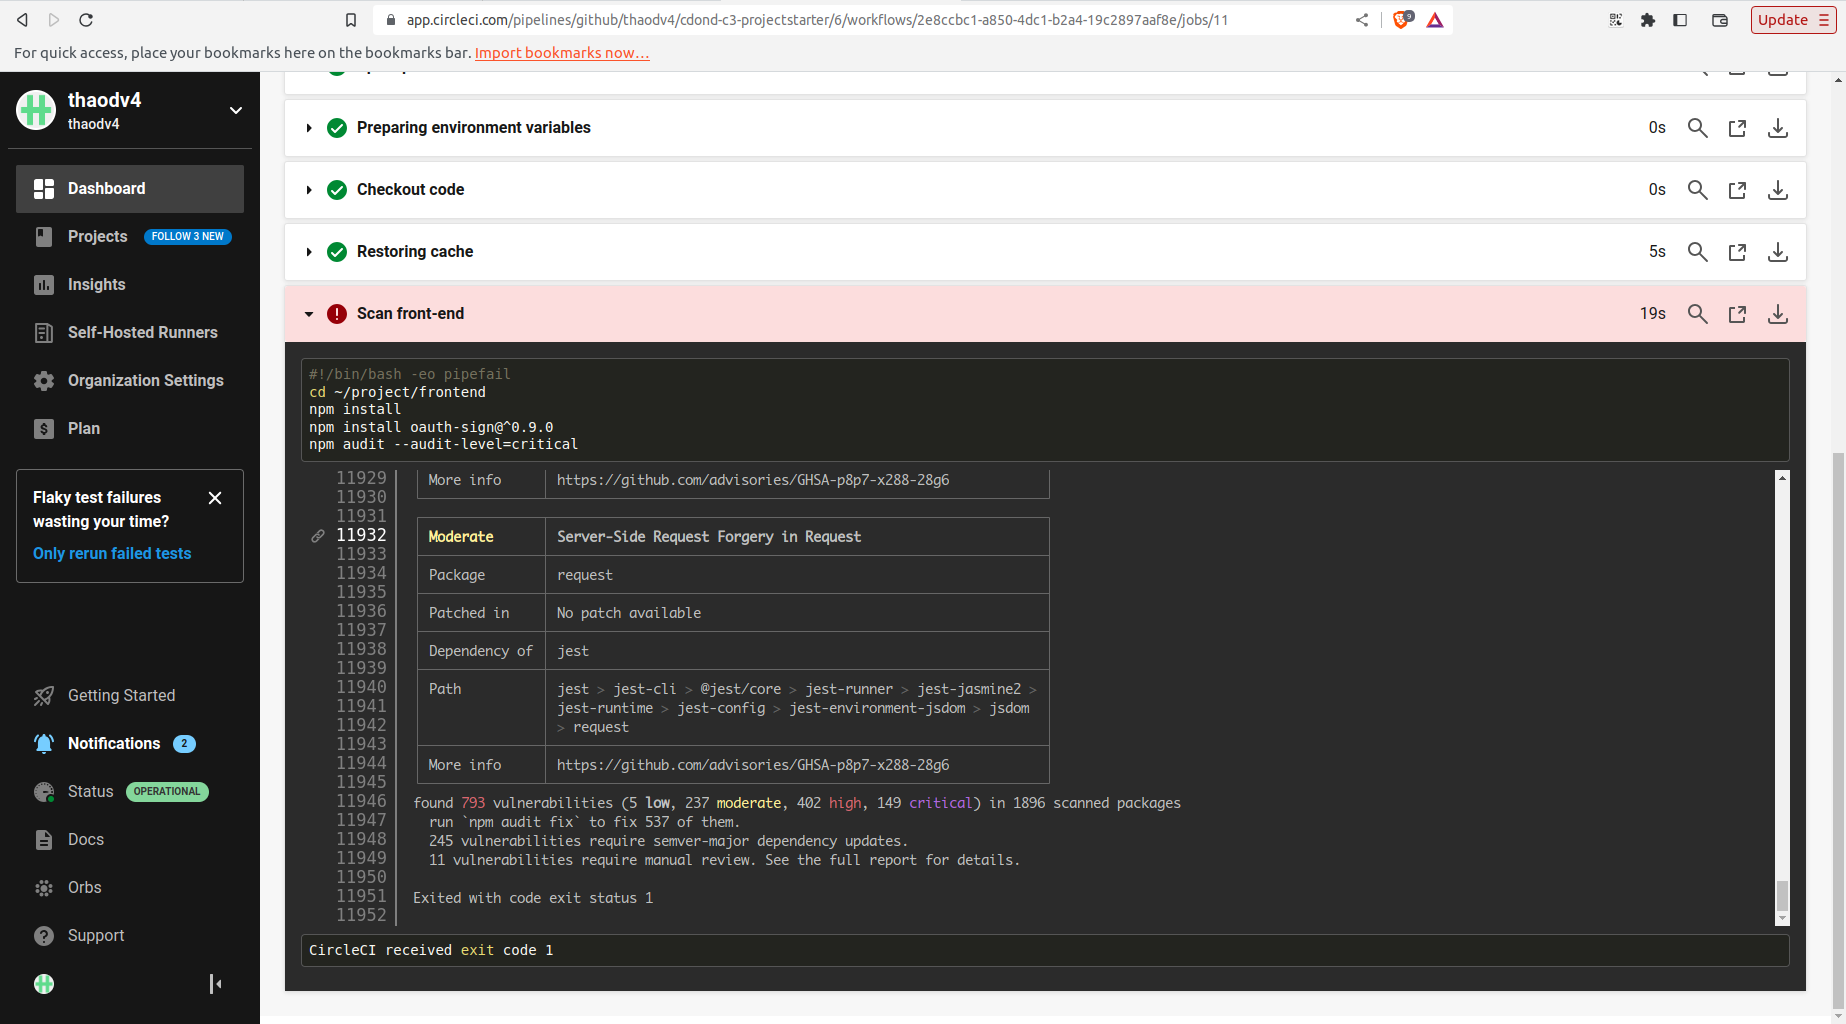 app.circleci.com/pipelines/github/thaodv4/cdond-c3-projectstarter/6/workflows/2e8ccbc1-a850-4dc1-b2a4-19c2897aaf8e/jobs/11
9
Update
For quick access, place your bookmarks here on the bookmarks bar. Import bookmarks now...
thaodv4
thaodv4
Dashboard
Projects FOLLOW 3 NEW
Insights
Self-Hosted Runners
Organization Settings
Plan
Flaky test failures
wasting your time?
Only rerun failed tests
Getting Started
Notifications 2
Status OPERATIONAL
Docs
Orbs
Support
Preparing environment variables 0s
Checkout code 0s
Restoring cache 5s
Scan front-end 19s
#!/bin/bash -eo pipefail
cd ~/project/frontend
npm install
npm install oauth-sign@^0.9.0
npm audit --audit-level=critical
11929 More info https://github.com/advisories/GHSA-p8p7-x288-28g6
11930
11931
11932 Moderate Server-Side Request Forgery in Request
11933
11934 Package request
11935
11936 Patched in No patch available
11937
11938 Dependency of jest
11939
11940 Path jest > jest-cli > @jest/core > jest-runner > jest-jasmine2 >
11941 jest-runtime > jest-config > jest-environment-jsdom > jsdom
11942 > request
11943
11944 More info https://github.com/advisories/GHSA-p8p7-x288-28g6
11945
11946 found 793 vulnerabilities (5 low, 237 moderate, 402 high, 149 critical) in 1896 scanned packages
11947 run `npm audit fix` to fix 537 of them.
11948 245 vulnerabilities require semver-major dependency updates.
11949 11 vulnerabilities require manual review. See the full report for details.
11950
11951 Exited with code exit status 1
11952
CircleCI received exit code 1